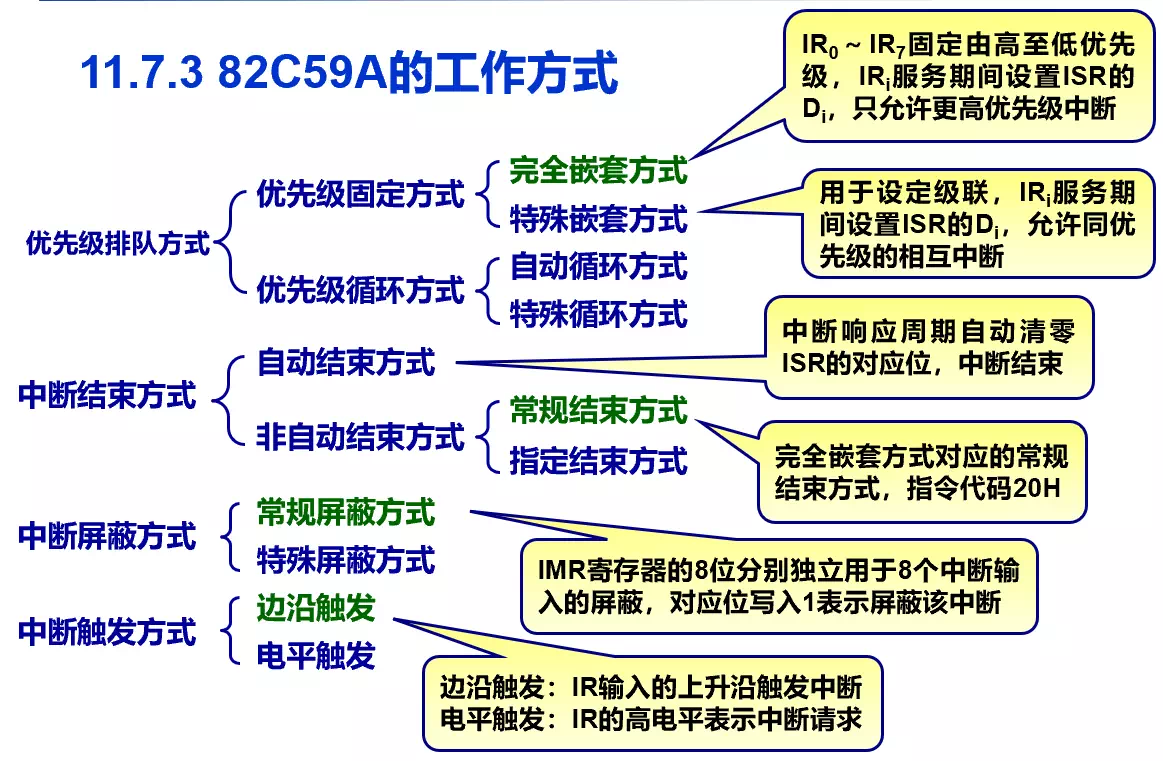 11.7.3 82C59A的工作方式
IR0~IR7固定由高至低优先
级，IRi服务期间设置ISR的
Di，只允许更高优先级中断
优先级排队方式
优先级固定方式
完全嵌套方式
特殊嵌套方式
用于设定级联，IRi服务期
间设置ISR的Di，允许同优
先级的相互中断
优先级循环方式
自动循环方式
特殊循环方式
中断结束方式
自动结束方式
中断响应周期自动清零
ISR的对应位，中断结束
非自动结束方式
常规结束方式
指定结束方式
完全嵌套方式对应的常规
结束方式，指令代码20H
中断屏蔽方式
常规屏蔽方式
特殊屏蔽方式
IMR寄存器的8位分别独立用于8个中断输
入的屏蔽，对应位写入1表示屏蔽该中断
中断触发方式
边沿触发
电平触发
边沿触发：IR输入的上升沿触发中断
电平触发：IR的高电平表示中断请求